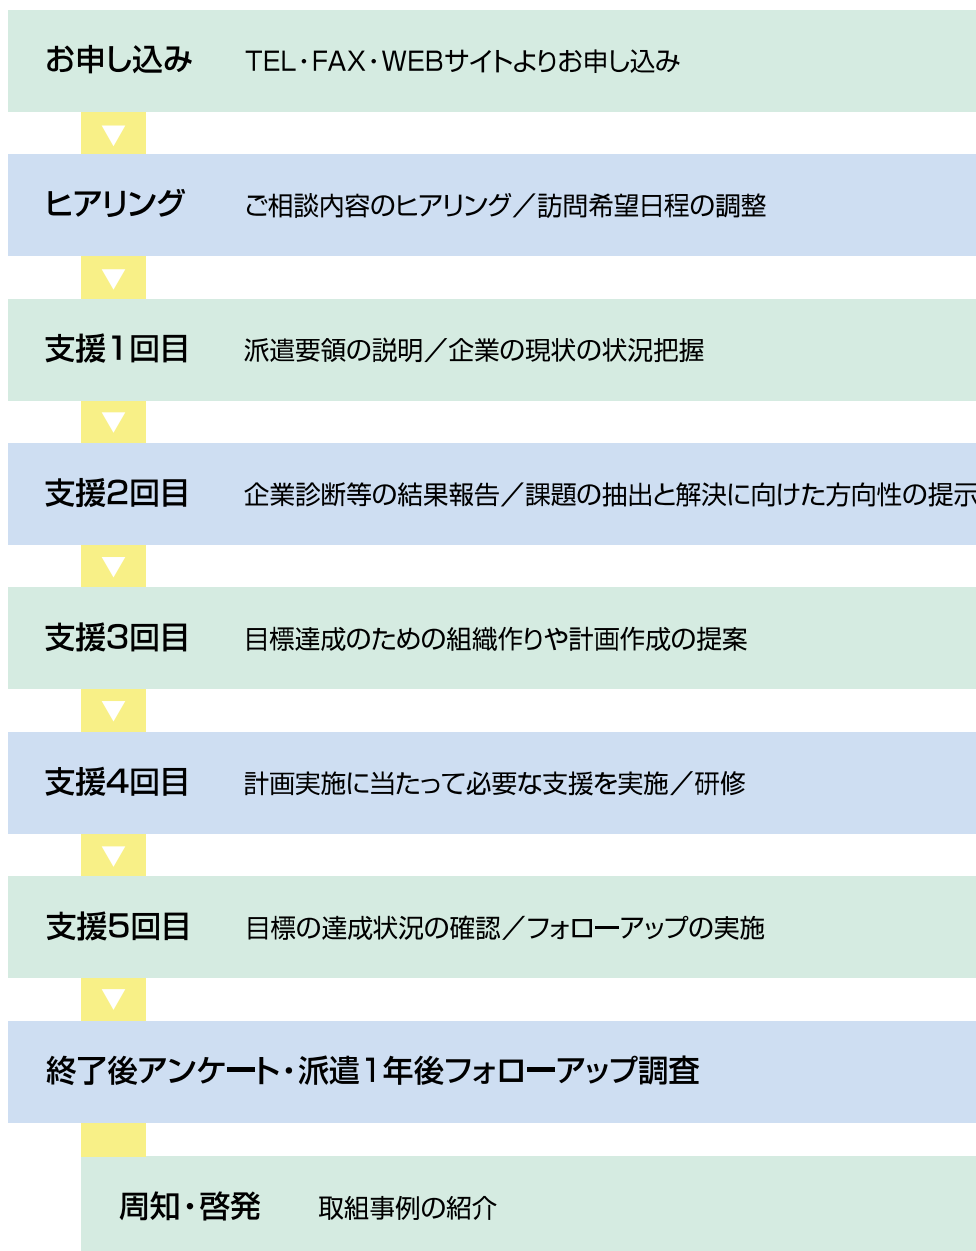 お申し込み　TEL・FAX・WEBサイトよりお申し込み
ヒアリング　ご相談内容のヒアリング／訪問希望日程の調整
支援1回目　派遣要領の説明／企業の現状の状況把握
支援2回目　企業診断等の結果報告／課題の抽出と解決に向けた方向性の提示
支援3回目　目標達成のための組織作りや計画作成の提案
支援4回目　計画実施に当たって必要な支援を実施／研修
支援5回目　目標の達成状況の確認／フォローアップの実施
終了後アンケート・派遣1年後フォローアップ調査
周知・啓発　取組事例の紹介